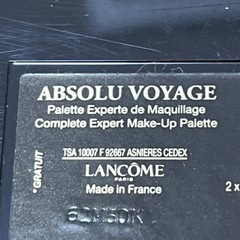 ABSOLU VOYAGE
Palette Experte de Maquillage
Complete Expert Make-Up Palette
TSA 10007 F 92667 ASNIERES CEDEX
° GRATUIT
LANCÔME
PARIS
Made in France
2 x